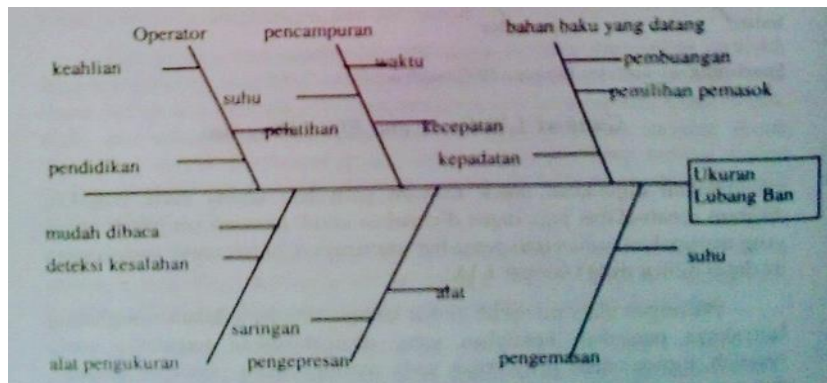 Operator
pencampuran
bahan baku yang datang
keahlian
waktu
pembuangan
suhu
pemilihan pemasok
pelatihan
kecepatan
pendidikan
kepadatan
Ukuran
Lubang Ban
mudah dibaca
deteksi kesalahan
suhu
alat
saringan
alat pengukuran
pengepresan
pengemasan